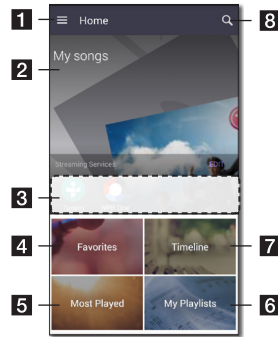 1 Home 8
2 My songs
Streaming Services EDIT
3
4 Favorites Timeline 7
5 Most Played My Playlists 6